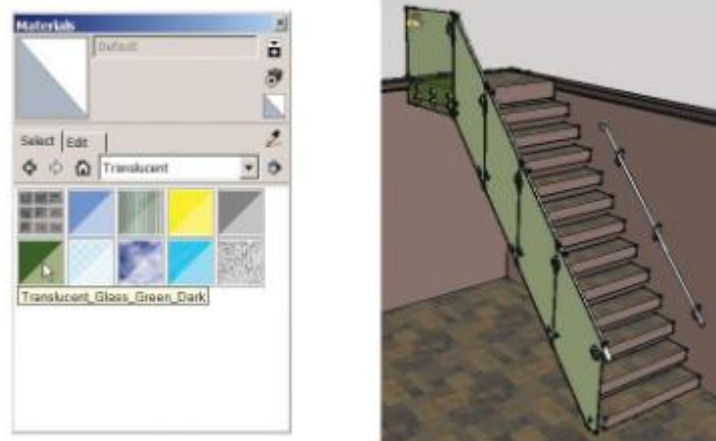 Materials
Default
Select Edit
Translucent
Translucent_Glass_Green_Dark